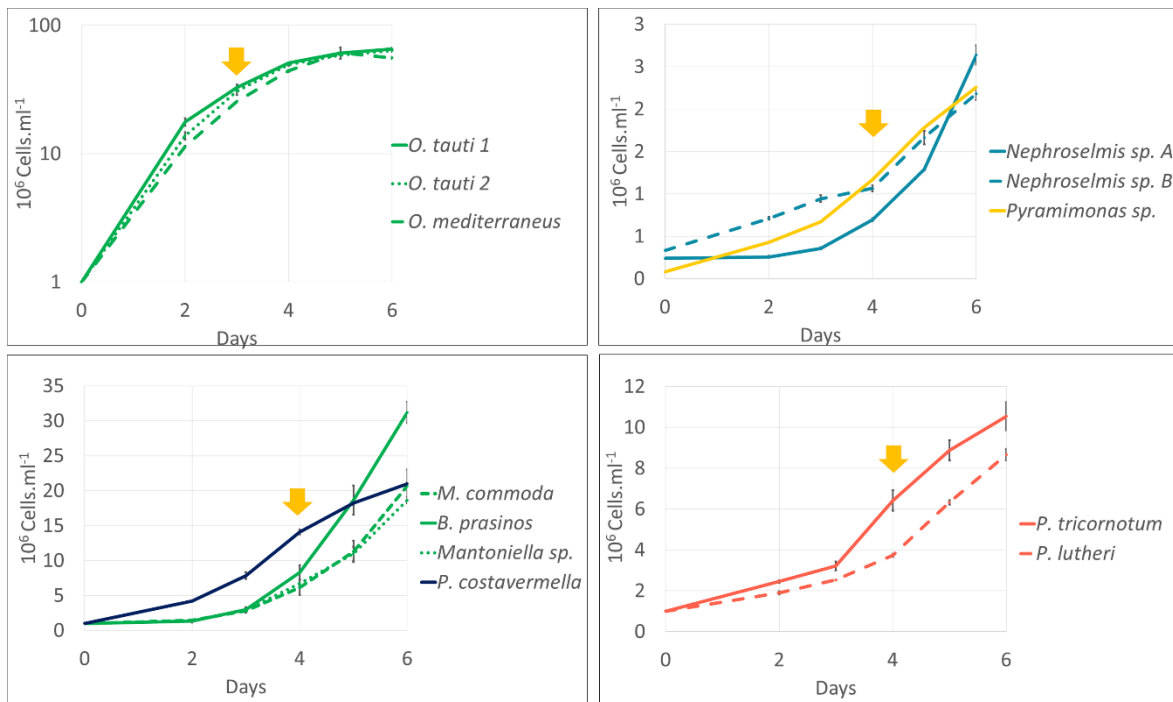 100
10
1
10⁶ Cells.ml⁻¹
0 2 4 6
Days
O. tauti 1
O. tauti 2
O. mediterraneus
3
3
2
2
1
1
0
10⁶ Cells.ml⁻¹
0 2 4 6
Days
Nephroselmis sp. A
Nephroselmis sp. B
Pyramimonas sp.
35
30
25
20
15
10
5
0
10⁶ Cells.ml⁻¹
0 2 4 6
Days
M. commoda
B. prasinos
Mantoniella sp.
P. costavermella
12
10
8
6
4
2
0
10⁶ Cells.ml⁻¹
0 2 4 6
Days
P. tricornotum
P. lutheri